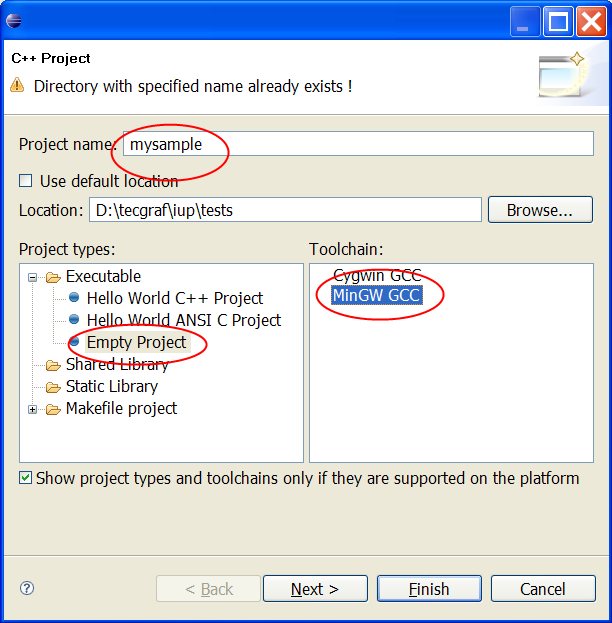 C++ Project
Directory with specified name already exists !
Project name: mysample
Use default location
Location: D:\tecgraf\iup\tests Browse...
Project types: Toolchain:
Executable Cygwin GCC
Hello World C++ Project MinGW GCC
Hello World ANSI C Project
Empty Project
Shared Library
Static Library
Makefile project
Show project types and toolchains only if they are supported on the platform
? < Back Next > Finish Cancel